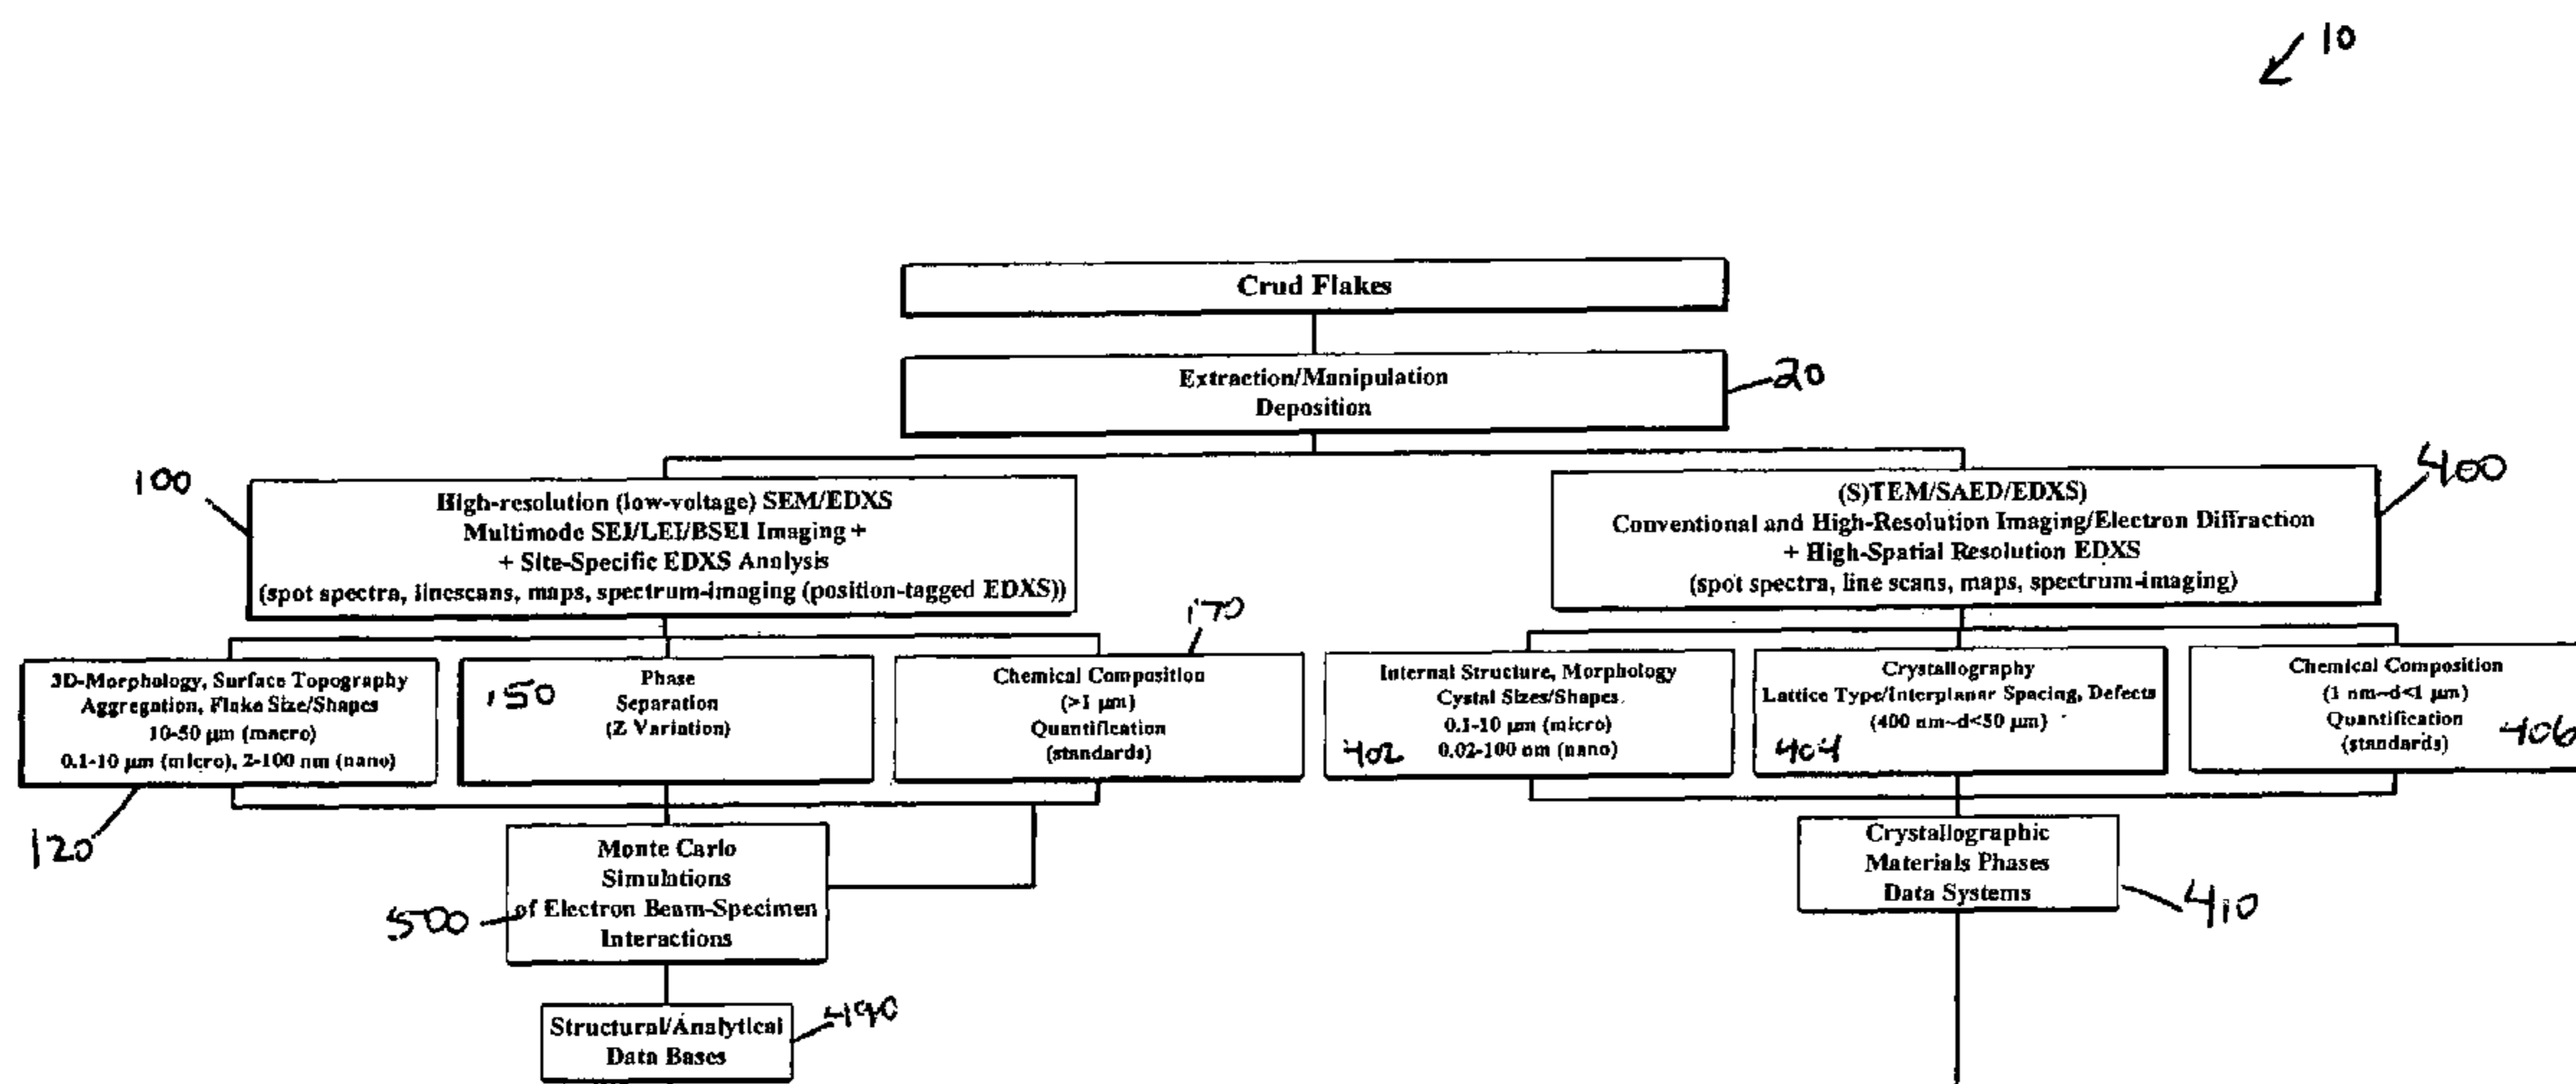 10
Crud Flakes
Extraction/Manipulation
Deposition
20
100
High-resolution (low-voltage) SEM/EDXS
Multimode SEI/LEI/BSEI Imaging +
+ Site-Specific EDXS Analysis
(spot spectra, linescans, maps, spectrum-imaging (position-tagged EDXS))
400
(S)TEM/SAED/EDXS)
Conventional and High-Resolution Imaging/Electron Diffraction
+ High-Spatial Resolution EDXS
(spot spectra, line scans, maps, spectrum-imaging)
3D-Morphology, Surface Topography
Aggregation, Flake Size/Shapes
10-50 µm (macro)
0.1-10 µm (micro), 2-100 nm (nano)
120
150
Phase
Separation
(Z Variation)
170
Chemical Composition
(>1 µm)
Quantification
(standards)
Internal Structure, Morphology
Cystal Sizes/Shapes
0.1-10 µm (micro)
0.02-100 nm (nano)
402
Crystallography
Lattice Type/Interplanar Spacing, Defects
(400 nm~d<50 µm)
404
Chemical Composition
(1 nm~d<1 µm)
Quantification
(standards)
406
Monte Carlo
Simulations
of Electron Beam-Specimen
Interactions
500
Crystallographic
Materials Phases
Data Systems
410
Structural/Analytical
Data Bases
490